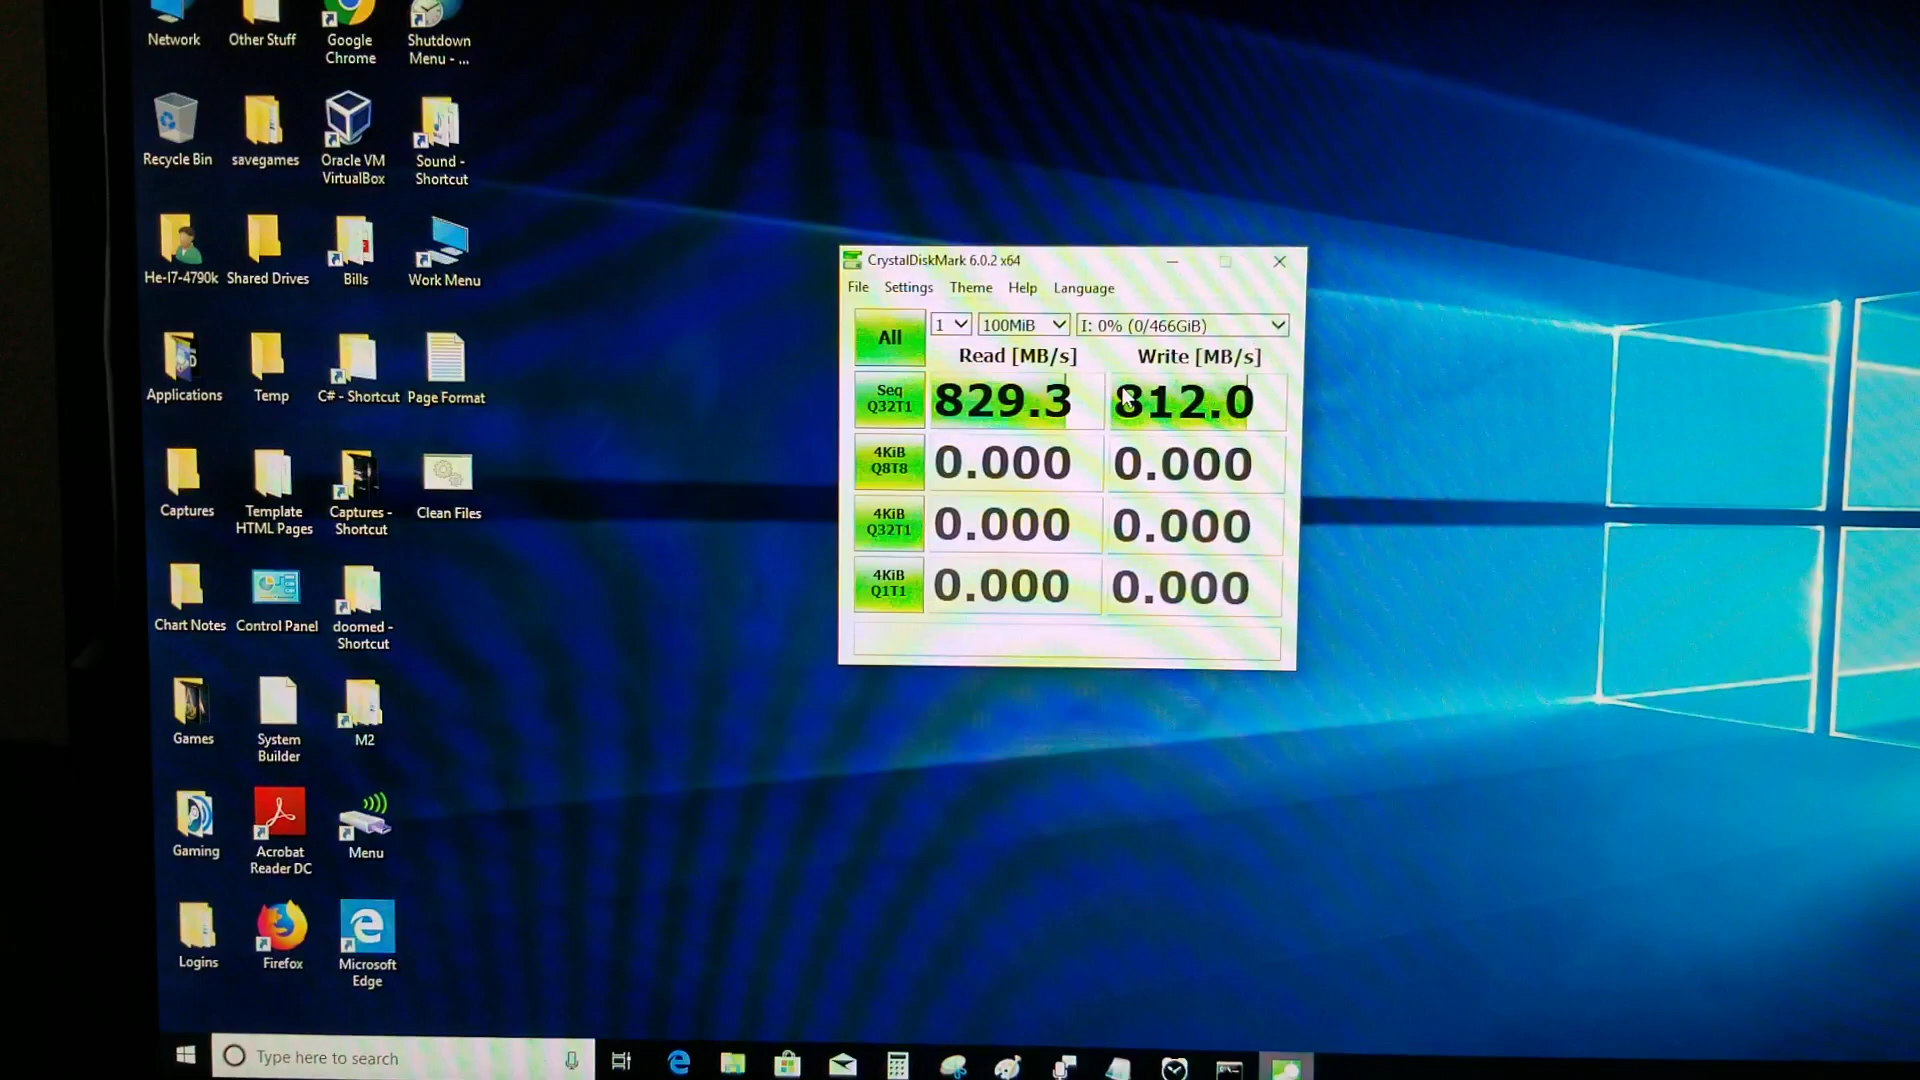 Network
Other Stuff
Google
Chrome
Shutdown
Menu - ...
Recycle Bin
savegames
Oracle VM
VirtualBox
Sound -
Shortcut
He-I7-4790k
Shared Drives
Bills
Work Menu
Applications
Temp
C# - Shortcut
Page Format
Captures
Template
HTML Pages
Captures -
Shortcut
Clean Files
Chart Notes
Control Panel
doomed -
Shortcut
Games
System
Builder
M2
Gaming
Acrobat
Reader DC
Menu
Logins
Firefox
Microsoft
Edge
CrystalDiskMark 6.0.2 x64
File Settings Theme Help Language
All
1
100MiB
I: 0% (0/466GiB)
Read [MB/s]
Write [MB/s]
Seq
Q32T1
829.3
812.0
4KiB
Q8T8
0.000
0.000
4KiB
Q32T1
0.000
0.000
4KiB
Q1T1
0.000
0.000
Type here to search